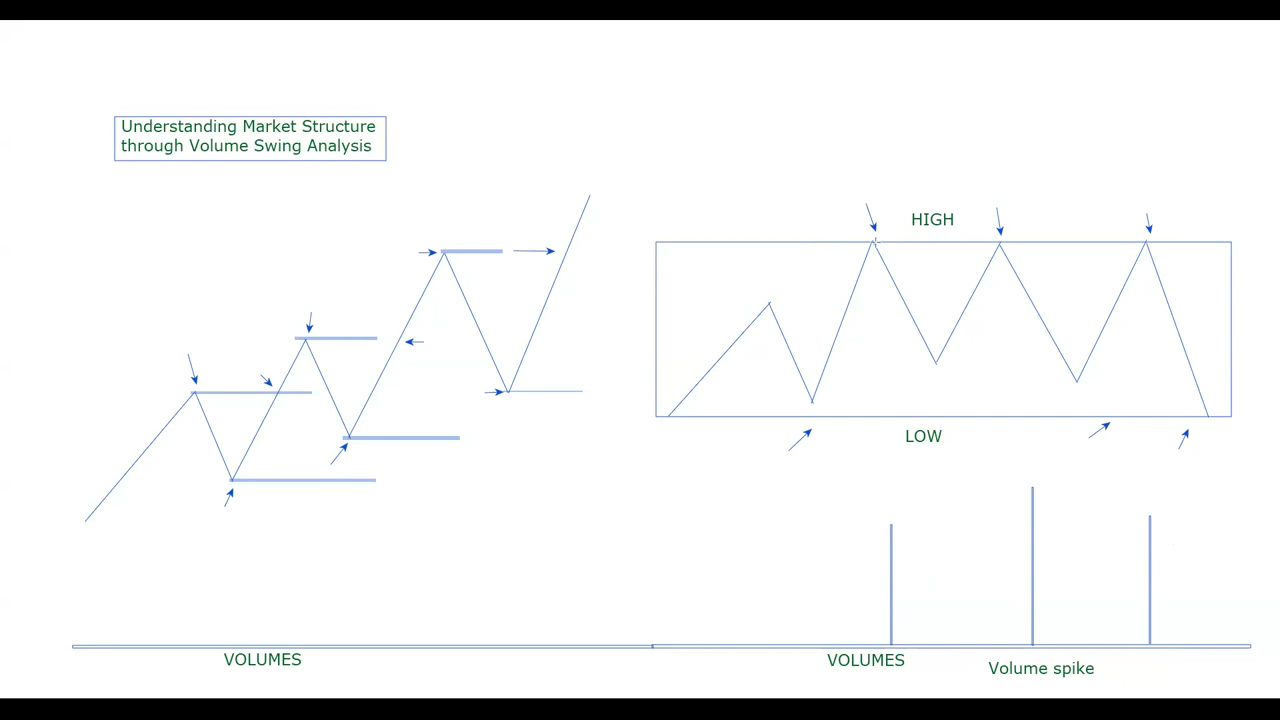 Understanding Market Structure
through Volume Swing Analysis
HIGH
LOW
VOLUMES
VOLUMES
Volume spike